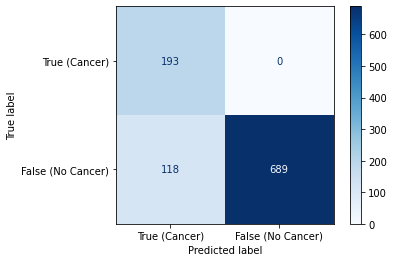 True (Cancer)
193
0
False (No Cancer)
118
689
True (Cancer)
False (No Cancer)
Predicted label
True label
600
500
400
300
200
100
0